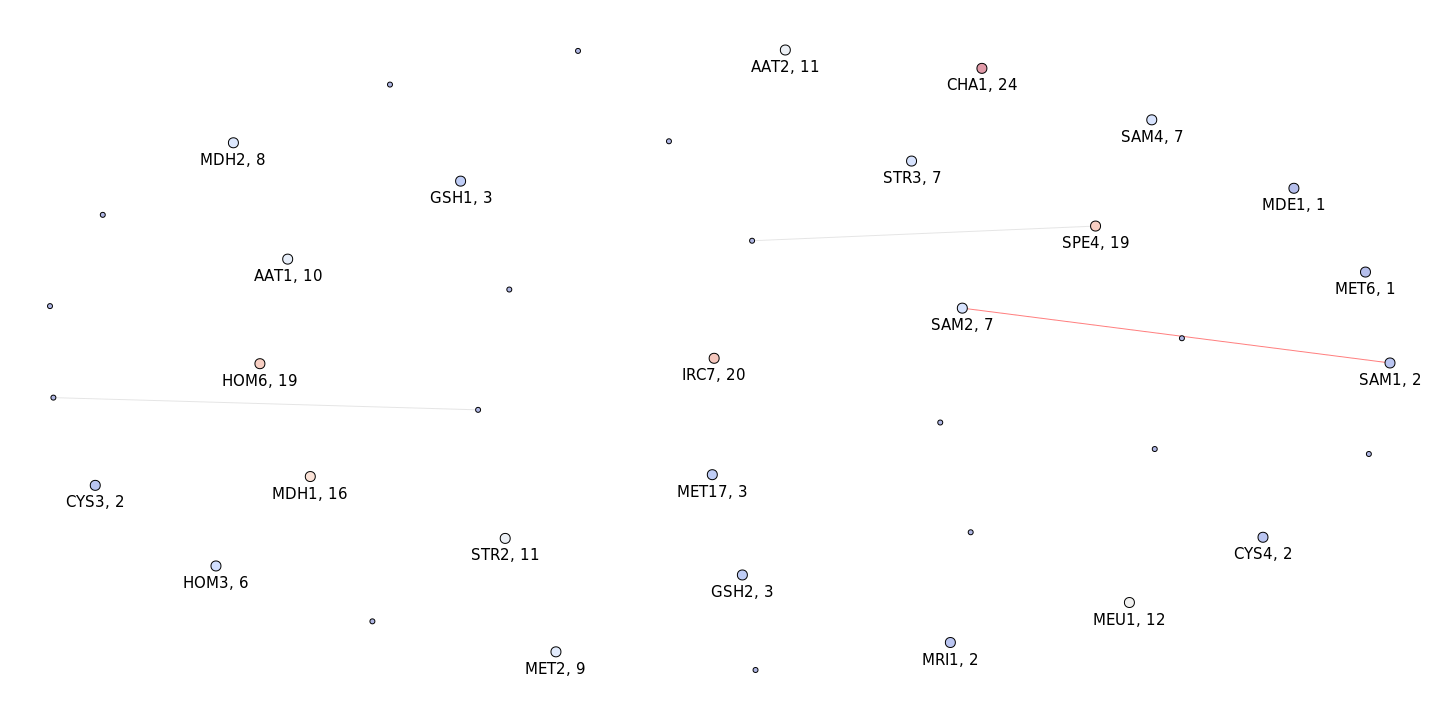 AAT2, 11
CHA1, 24
SAM4, 7
MDH2, 8
STR3, 7
GSH1, 3
MDE1, 1
SPE4, 19
AAT1, 10
MET6, 1
SAM2, 7
IRC7, 20
HOM6, 19
SAM1, 2
MET17, 3
MDH1, 16
CYS3, 2
STR2, 11
CYS4, 2
HOM3, 6
GSH2, 3
MEU1, 12
MRI1, 2
MET2, 9